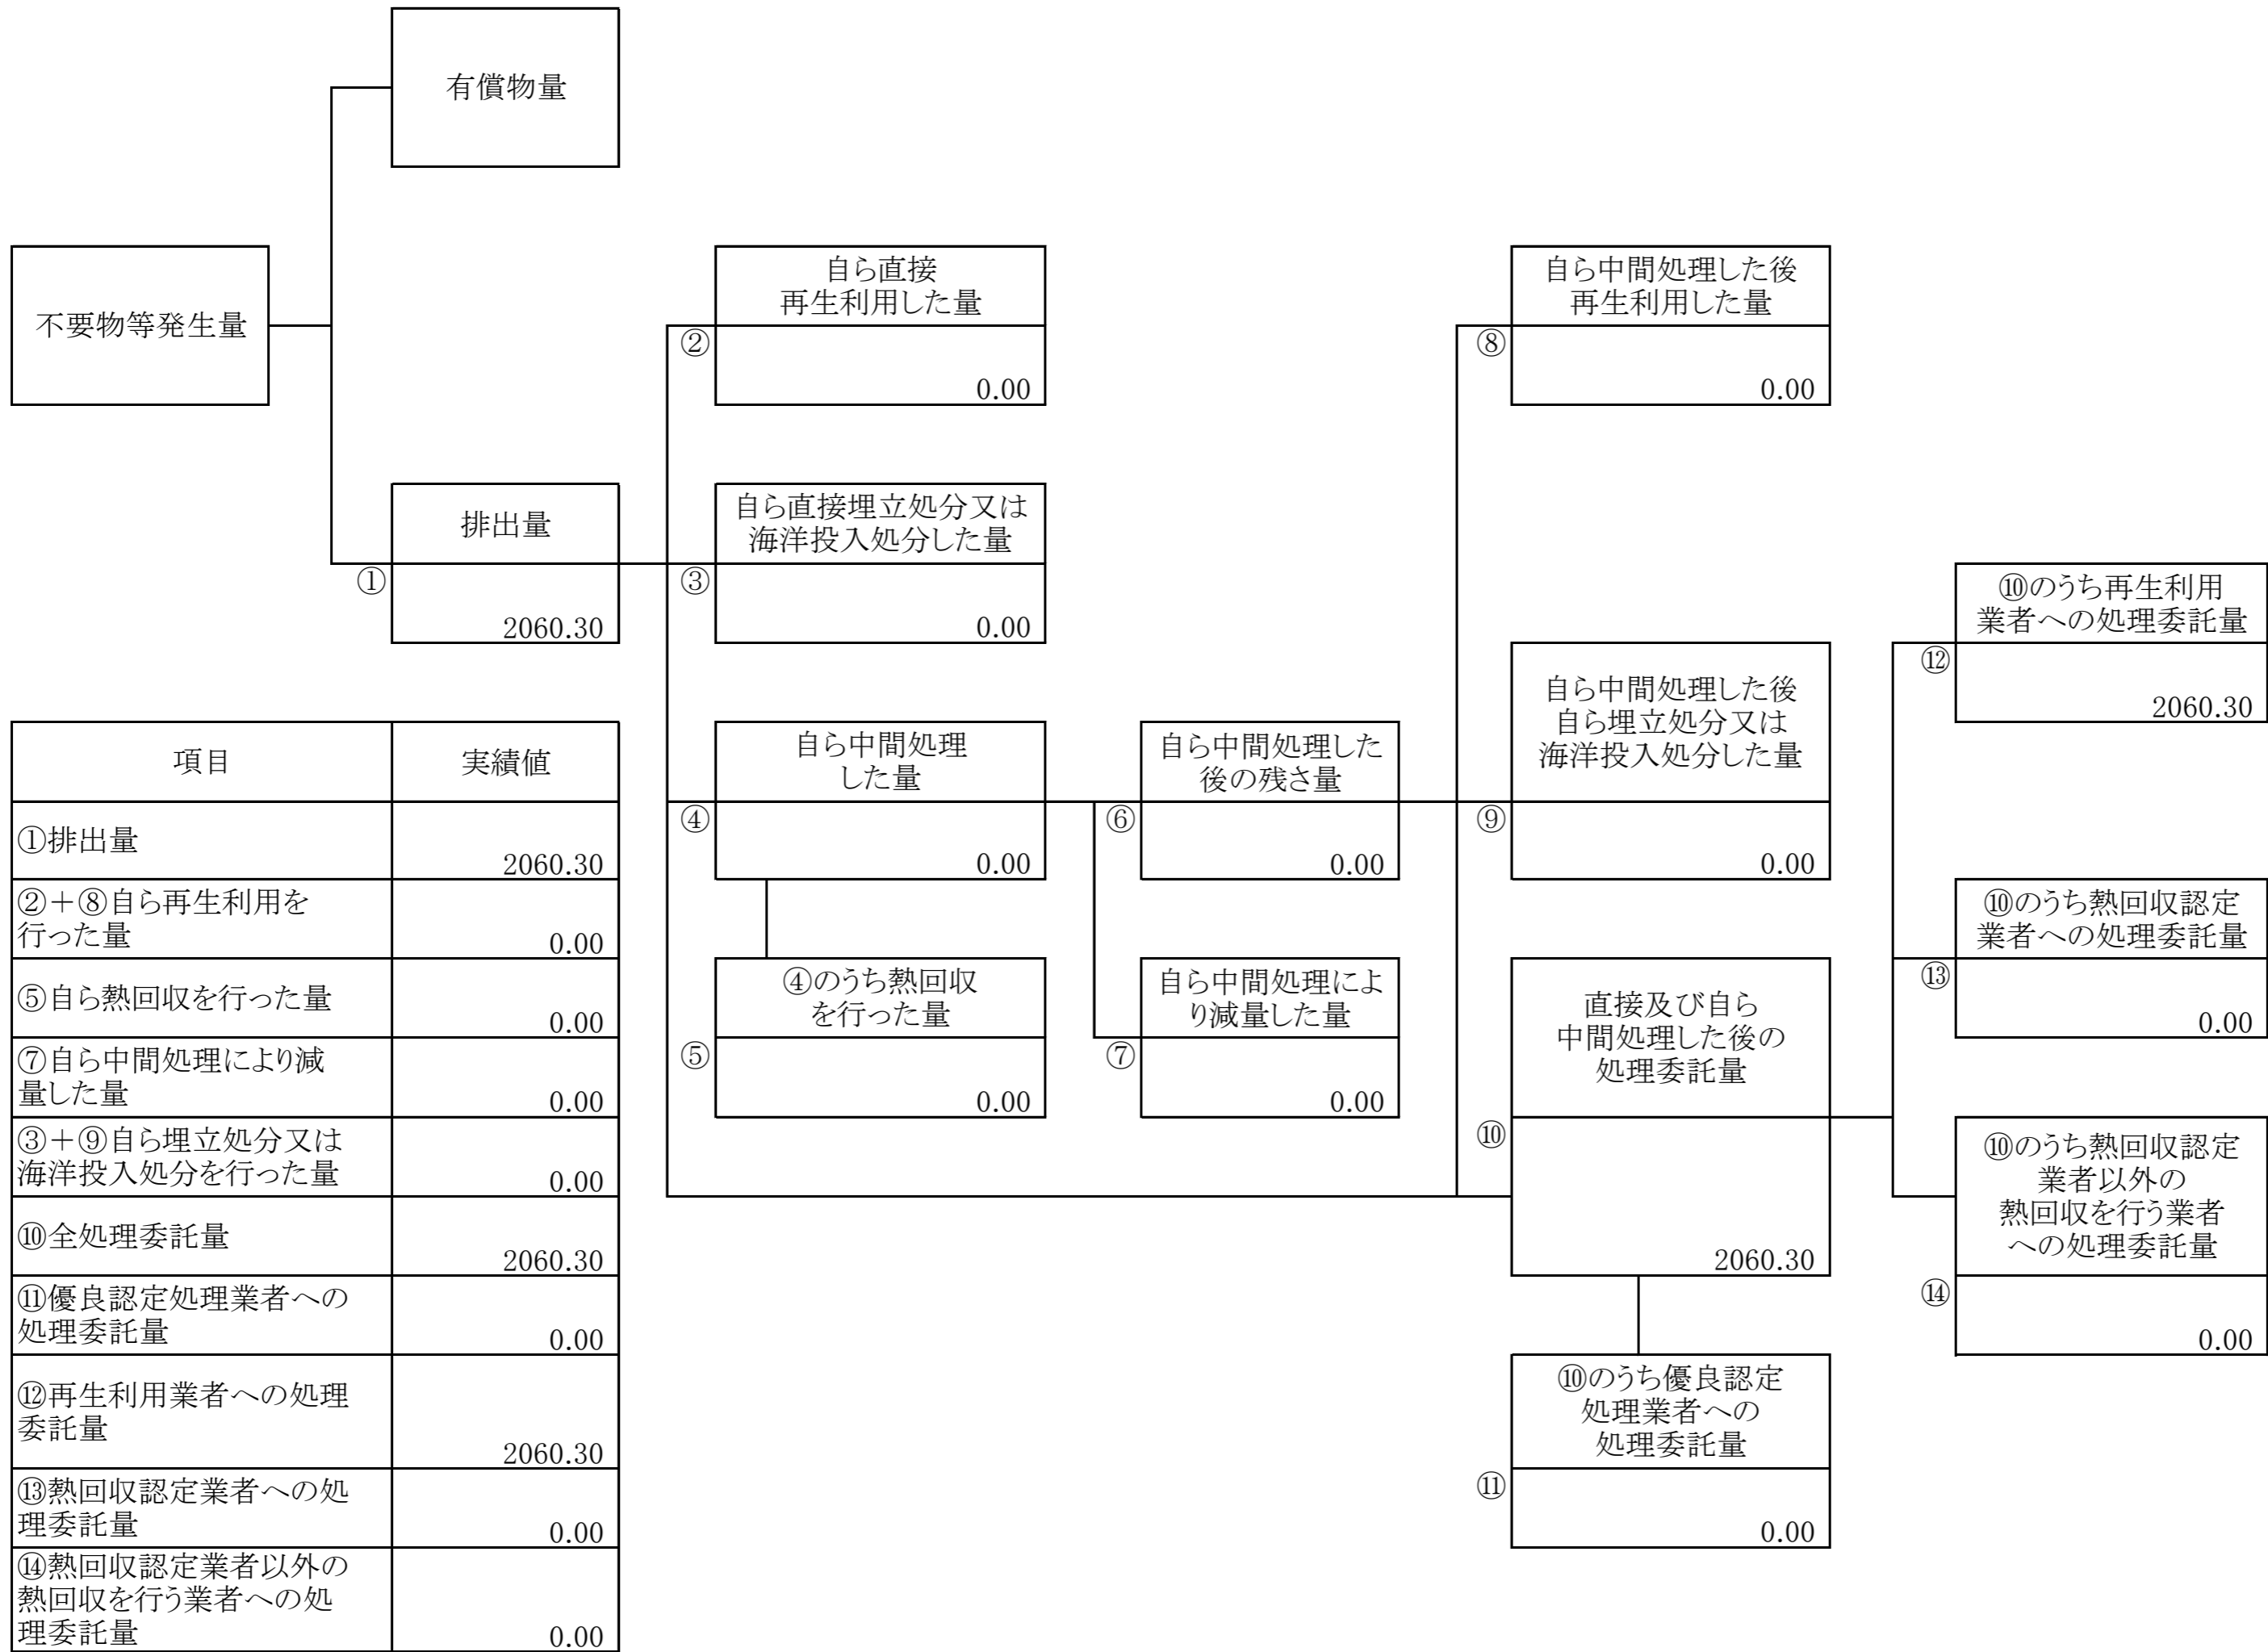 有償物量
不要物等発生量
自ら直接
再生利用した量
②
0.00
自ら中間処理した後
再生利用した量
⑧
0.00
排出量
①
2060.30
自ら直接埋立処分又は
海洋投入処分した量
③
0.00
⑩のうち再生利用
業者への処理委託量
⑫
2060.30
自ら中間処理
した量
④
0.00
自ら中間処理した
後の残さ量
⑥
0.00
自ら中間処理した後
自ら埋立処分又は
海洋投入処分した量
⑨
0.00
⑩のうち熱回収認定
業者への処理委託量
⑬
0.00
④のうち熱回収
を行った量
⑤
0.00
自ら中間処理によ
り減量した量
⑦
0.00
直接及び自ら
中間処理した後の
処理委託量
⑩
2060.30
⑩のうち熱回収認定
業者以外の
熱回収を行う業者
への処理委託量
⑭
0.00
⑩のうち優良認定
処理業者への
処理委託量
⑪
0.00
項目 実績値
①排出量
2060.30
②＋⑧自ら再生利用を
行った量
0.00
⑤自ら熱回収を行った量
0.00
⑦自ら中間処理により減
量した量
0.00
③＋⑨自ら埋立処分又は
海洋投入処分を行った量
0.00
⑩全処理委託量
2060.30
⑪優良認定処理業者への
処理委託量
0.00
⑫再生利用業者への処理
委託量
2060.30
⑬熱回収認定業者への処
理委託量
0.00
⑭熱回収認定業者以外の
熱回収を行う業者への処
理委託量
0.00